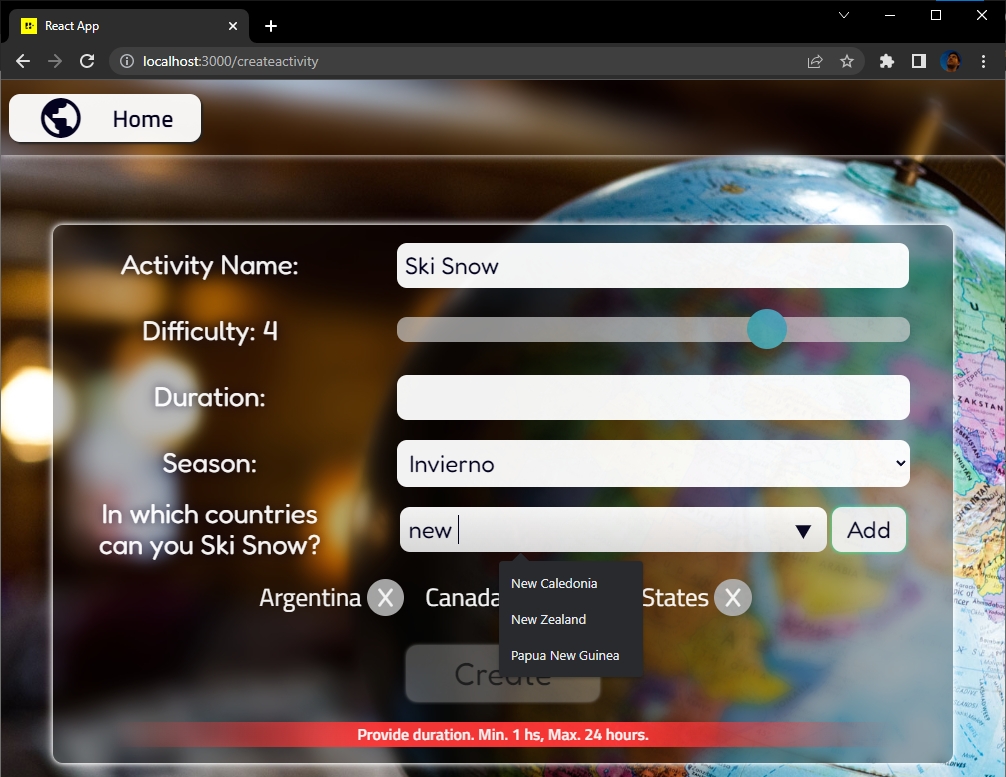 React App
localhost:3000/createactivity
Home
Activity Name:
Ski Snow
Difficulty: 4
Duration:
Season:
Invierno
In which countries
can you Ski Snow?
new
Add
New Caledonia
New Zealand
Papua New Guinea
Argentina X Canada States X
Create
Provide duration. Min. 1 hs, Max. 24 hours.